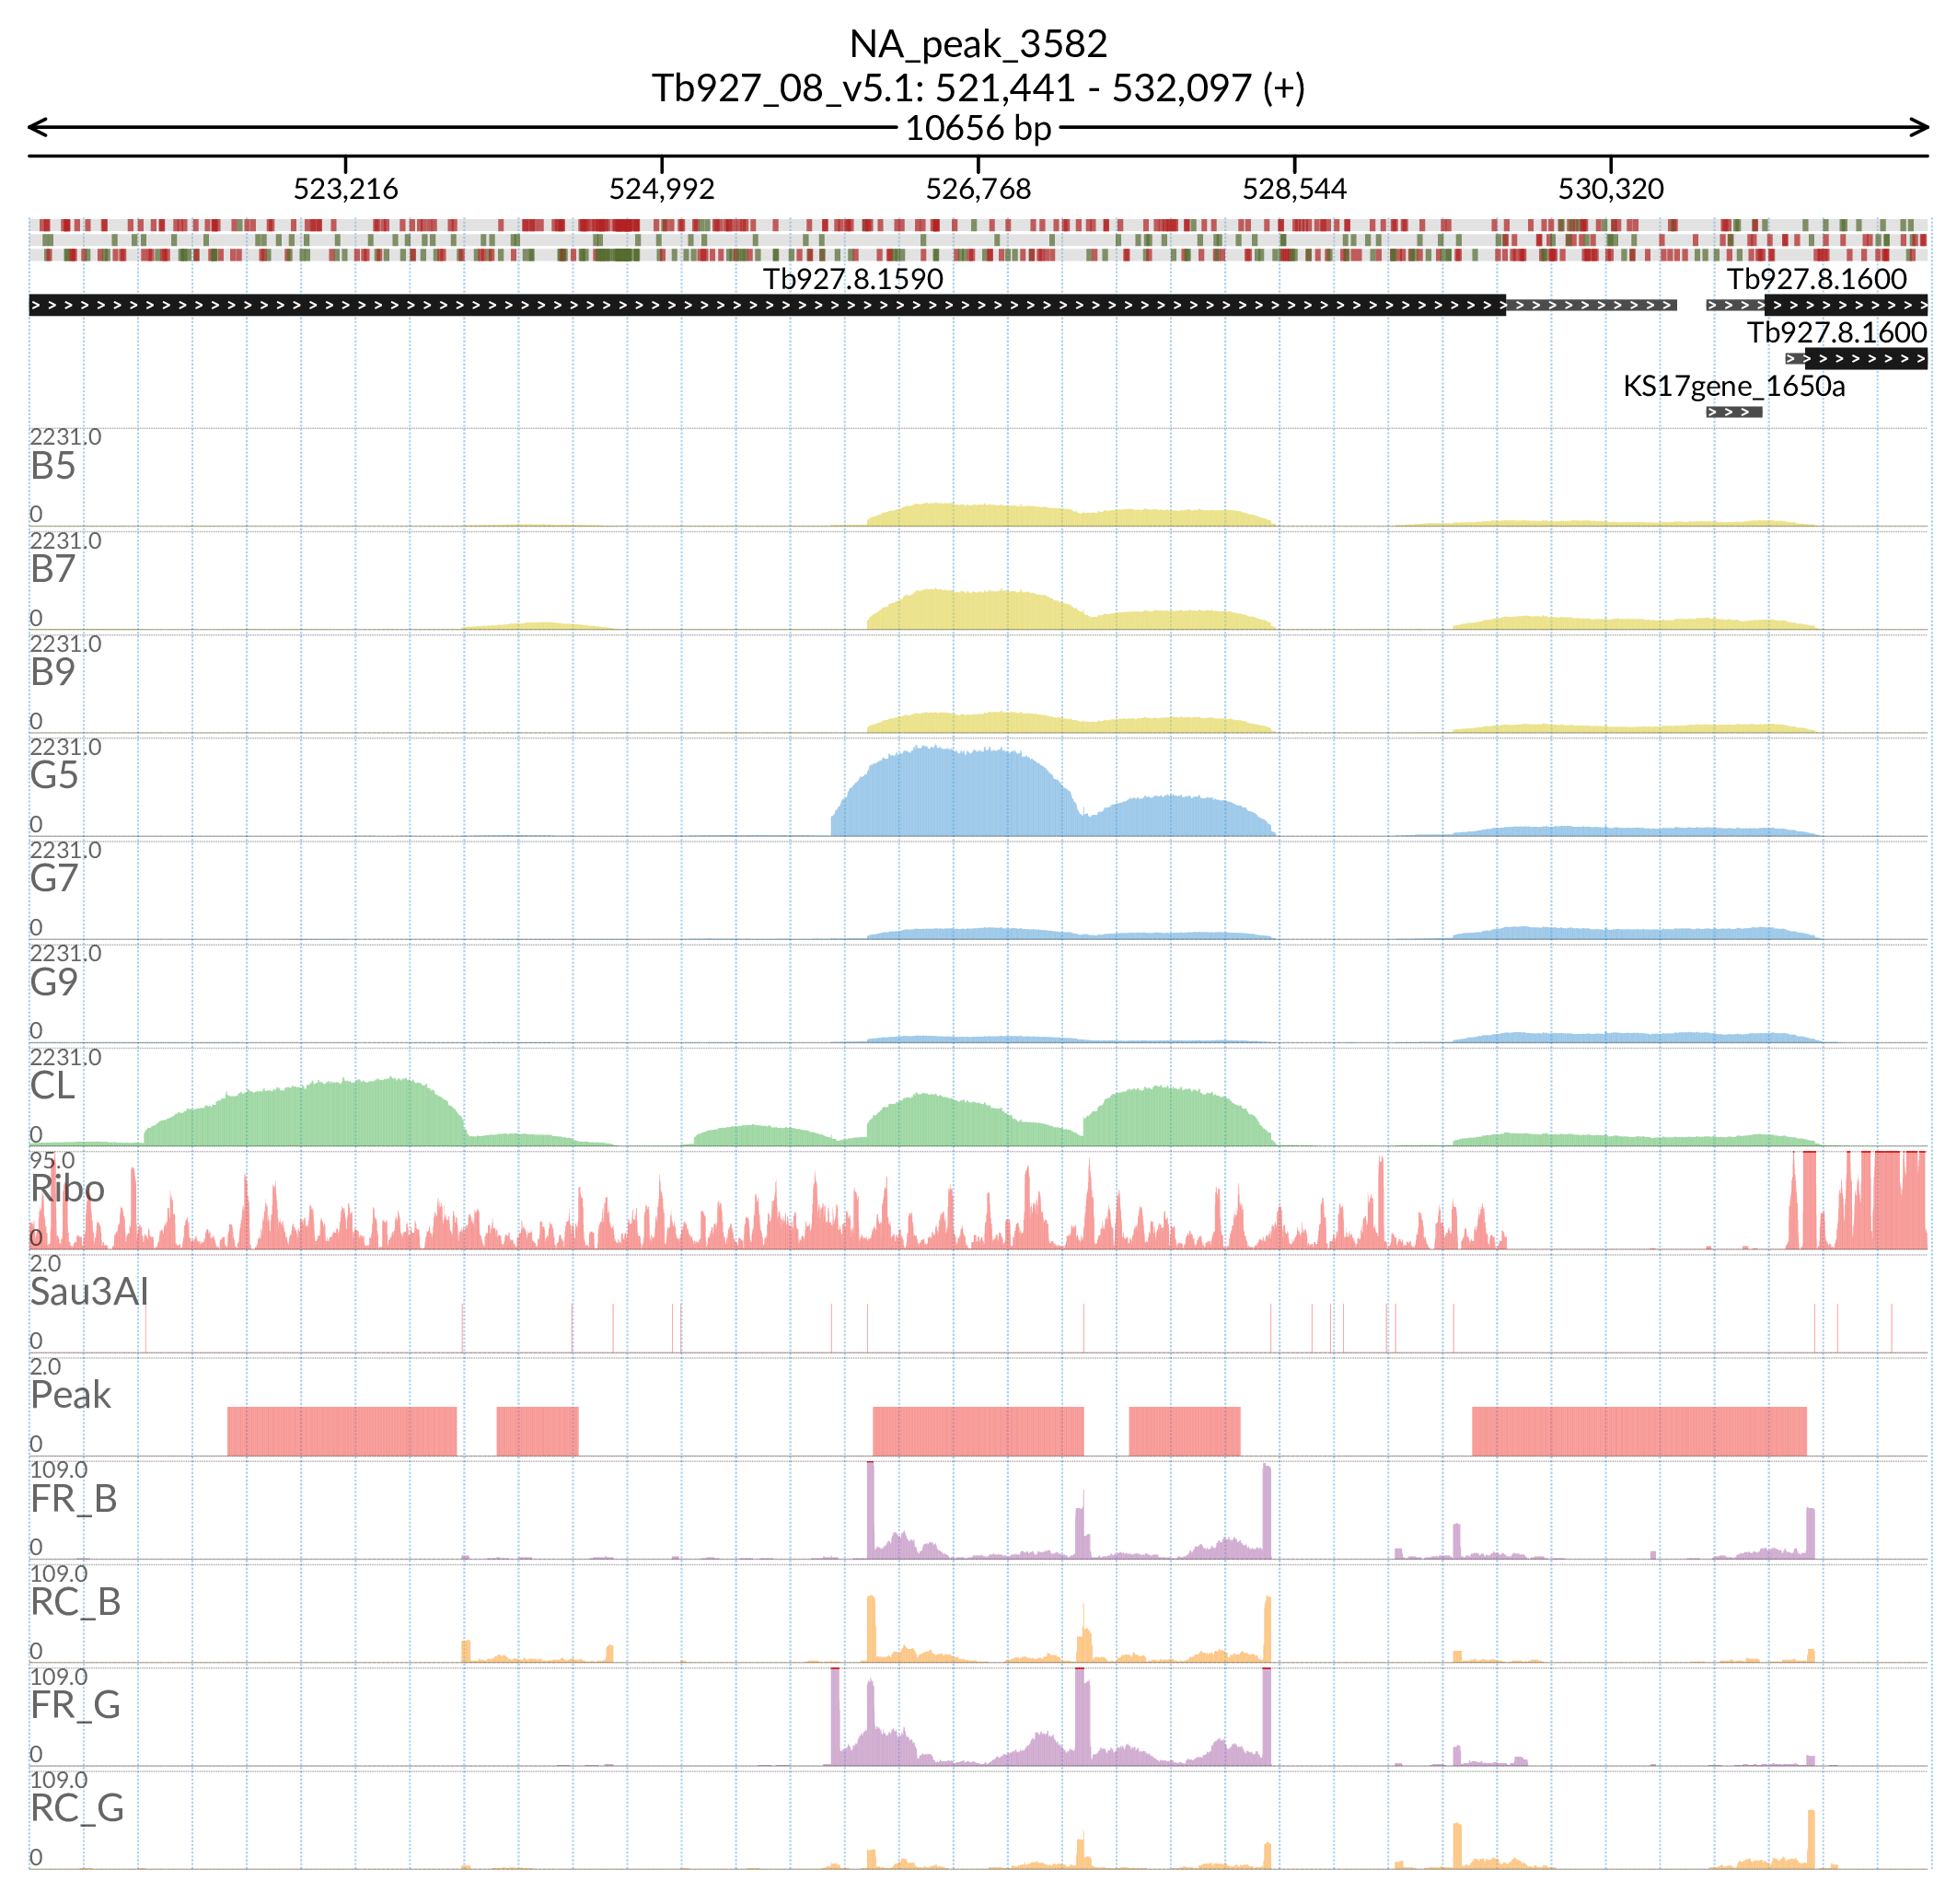 NA_peak_3582
Tb927_08_v5.1: 521,441 - 532,097 (+)
10656 bp
523,216 524,992 526,768 528,544 530,320
Tb927.8.1590 Tb927.8.1600
Tb927.8.1600
KS17gene_1650a
2231.0
B5
0
2231.0
B7
0
2231.0
B9
0
2231.0
G5
0
2231.0
G7
0
2231.0
G9
0
2231.0
CL
0
95.0
Ribo
0
2.0
Sau3AI
0
2.0
Peak
0
109.0
FR_B
0
109.0
RC_B
0
109.0
FR_G
0
109.0
RC_G
0